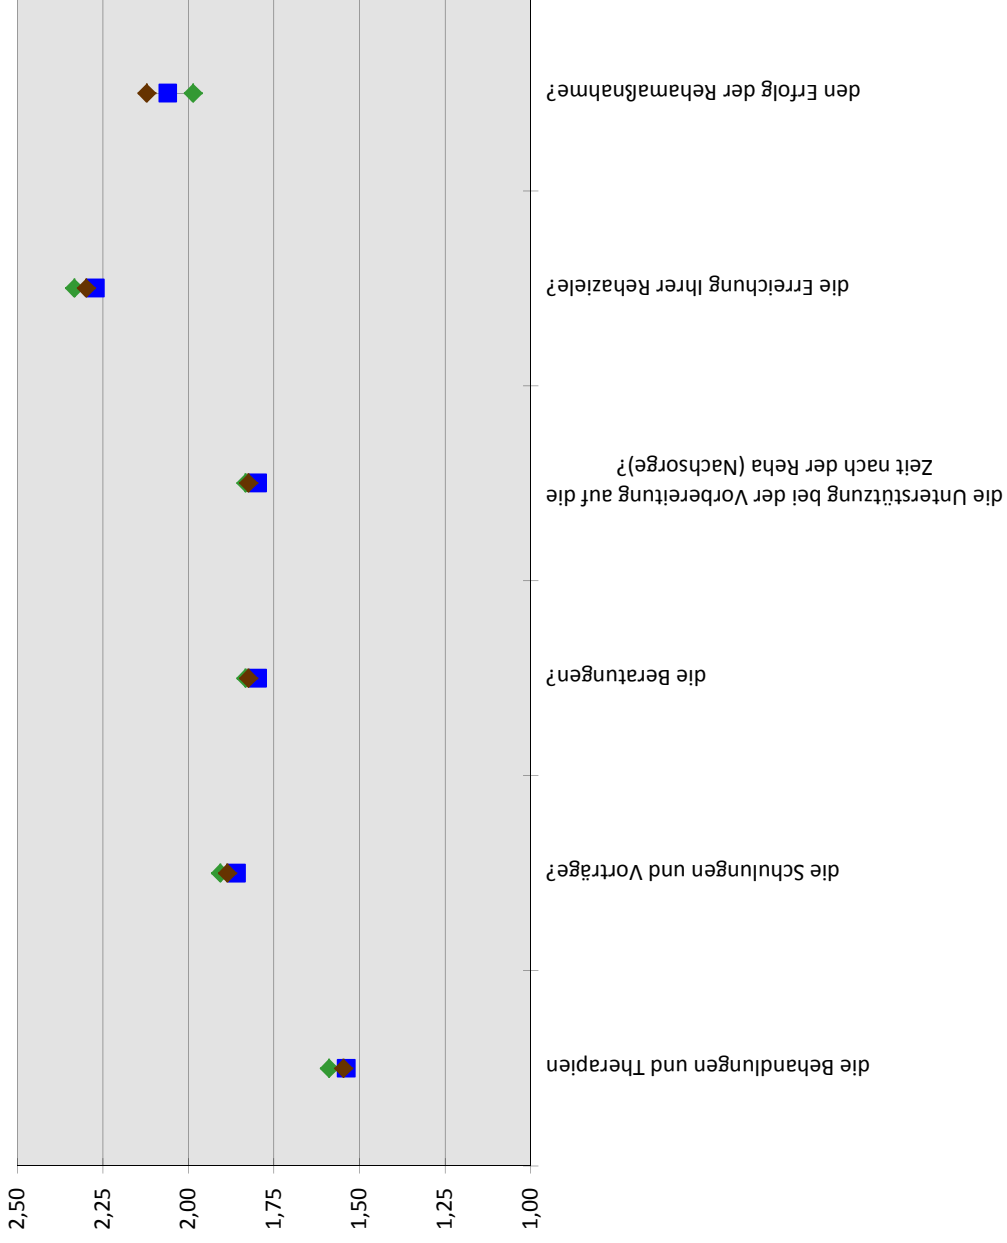 den Erfolg der Rehamaßnahme?
die Erreichung Ihrer Rehaziele?
die Unterstützung bei der Vorbereitung auf die
Zeit nach der Reha (Nachsorge)?
die Beratungen?
die Schulungen und Vorträge?
die Behandlungen und Therapien
2,50
2,25
2,00
1,75
1,50
1,25
1,00